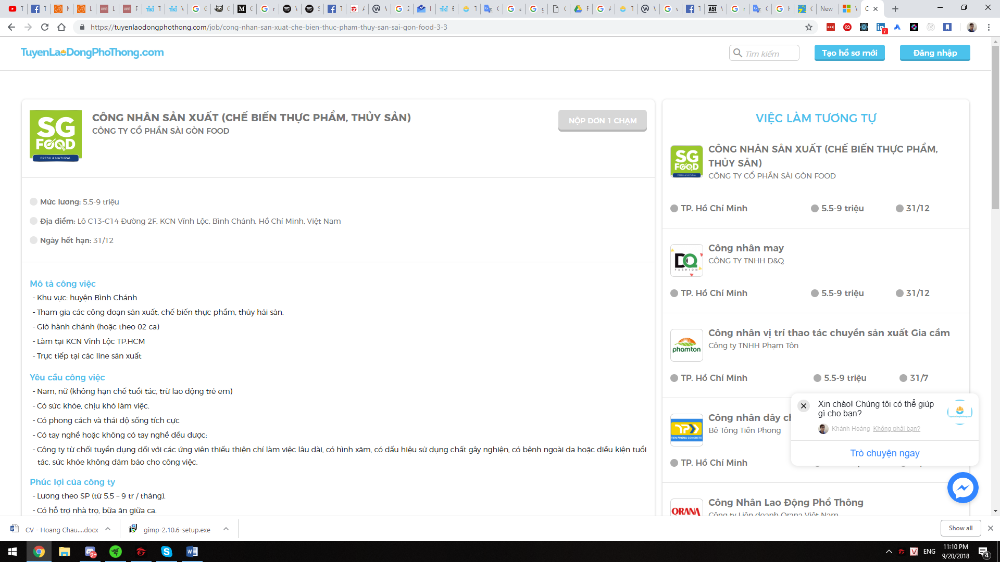 https://tuyenlaodongphothong.com/job/cong-nhan-san-xuat-che-bien-thuc-pham-thuy-san-sai-gon-food-3-3
TuyenLaoDongPhoThong.com
Tìm kiếm
Tạo hồ sơ mới
Đăng nhập
SG
FOOD
FRESH & NATURAL
CÔNG NHÂN SẢN XUẤT (CHẾ BIẾN THỰC PHẨM, THỦY SẢN)
CÔNG TY CỔ PHẦN SÀI GÒN FOOD
NỘP ĐƠN 1 CHẠM
Mức lương: 5.5-9 triệu
Địa điểm: Lô C13-C14 Đường 2F, KCN Vĩnh Lộc, Bình Chánh, Hồ Chí Minh, Việt Nam
Ngày hết hạn: 31/12
Mô tả công việc
- Khu vực: huyện Bình Chánh
- Tham gia các công đoạn sản xuất, chế biến thực phẩm, thủy hải sản.
- Giờ hành chánh (hoặc theo 02 ca)
- Làm tại KCN Vĩnh Lộc TP.HCM
- Trực tiếp tại các line sản xuất
Yêu cầu công việc
- Nam, nữ (không hạn chế tuổi tác, trừ lao động trẻ em)
- Có sức khỏe, chịu khó làm việc.
- Có phong cách và thái độ sống tích cực
- Có tay nghề hoặc không có tay nghề đều được;
- Công ty từ chối tuyển dụng đối với các ứng viên thiếu thiện chí làm việc lâu dài, có hình xăm, có dấu hiệu sử dụng chất gây nghiện, có bệnh ngoài da hoặc điều kiện tuổi
tác, sức khỏe không đảm bảo cho công việc.
Phúc lợi của công ty
- Lương theo SP (từ 5.5 – 9 tr / tháng).
- Có hỗ trợ nhà trọ, bữa ăn giữa ca.
VIỆC LÀM TƯƠNG TỰ
SG
FOOD
FRESH & NATURAL
CÔNG NHÂN SẢN XUẤT (CHẾ BIẾN THỰC PHẨM,
THỦY SẢN)
CÔNG TY CỔ PHẦN SÀI GÒN FOOD
TP. Hồ Chí Minh
5.5-9 triệu
31/12
DQ
FASHION
Công nhân may
CÔNG TY TNHH D&Q
TP. Hồ Chí Minh
5.5-9 triệu
31/12
phamton
Công nhân vị trí thao tác chuyền sản xuất Gia cầm
Công ty TNHH Phạm Tôn
TP. Hồ Chí Minh
5.5-9 triệu
31/7
TIEN PHONG CONCRETE
Công nhân dây
Bê Tông Tiền Phong
TP. Hồ Chí Minh
ORANA
Công Nhân Lao Động Phổ Thông
Công ty Liên doanh Orana Việt Nam
Xin chào! Chúng tôi có thể giúp
gì cho bạn?
Khánh Hoảng Không phải bạn?
Trò chuyện ngay
CV - Hoang Chau....docx
gimp-2.10.6-setup.exe
Show all
9+
ENG
11:10 PM
9/20/2018
4